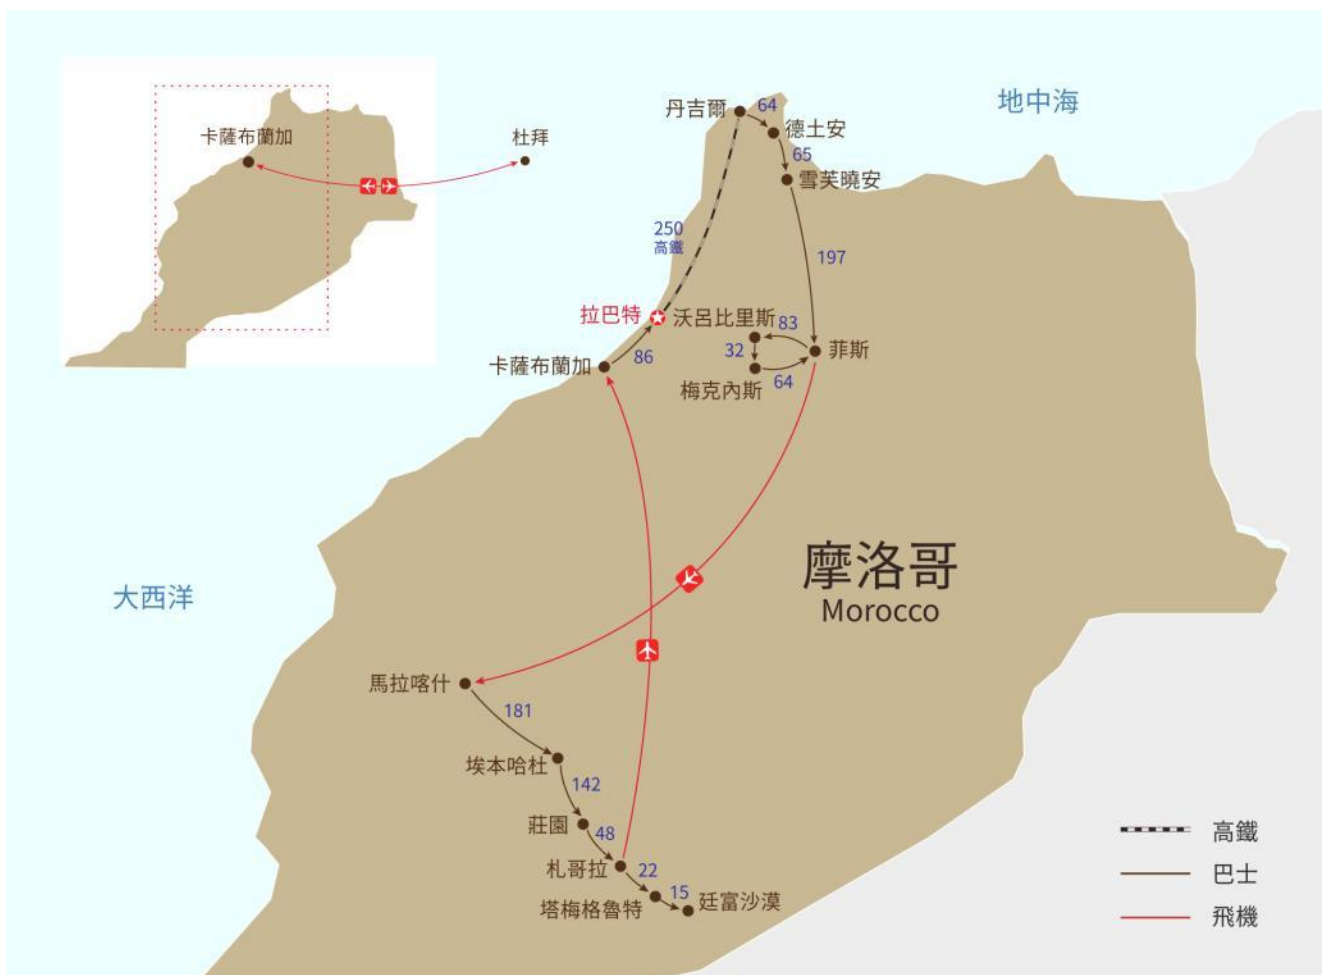 卡薩布蘭加
杜拜
地中海
丹吉爾
64
德土安
65
雪芙曉安
250
高鐵
197
拉巴特
沃呂比里斯
83
菲斯
32
64
梅克內斯
86
卡薩布蘭加
摩洛哥
Morocco
大西洋
馬拉喀什
181
埃本哈杜
142
莊園
48
札哥拉
22
塔梅格魯特
15
廷富沙漠
高鐵
巴士
飛機